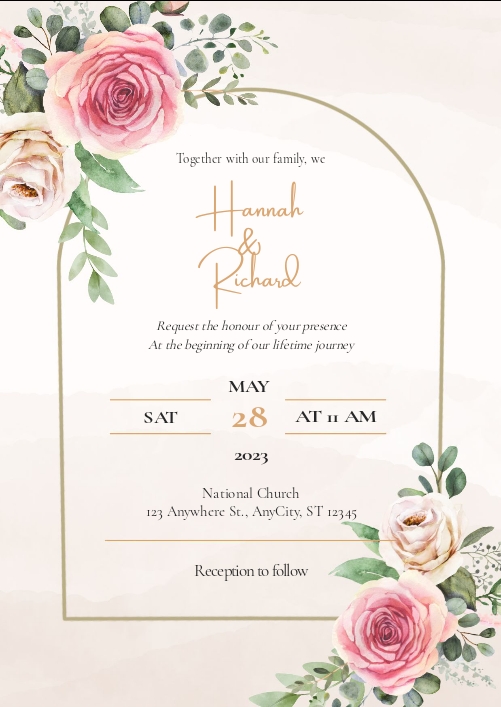 Together with our family, we
Hannah
&
Richard
Request the honour of your presence
At the beginning of our lifetime journey
MAY
SAT 28 AT 11 AM
2023
National Church
123 Anywhere St., AnyCity, ST 12345
Reception to follow